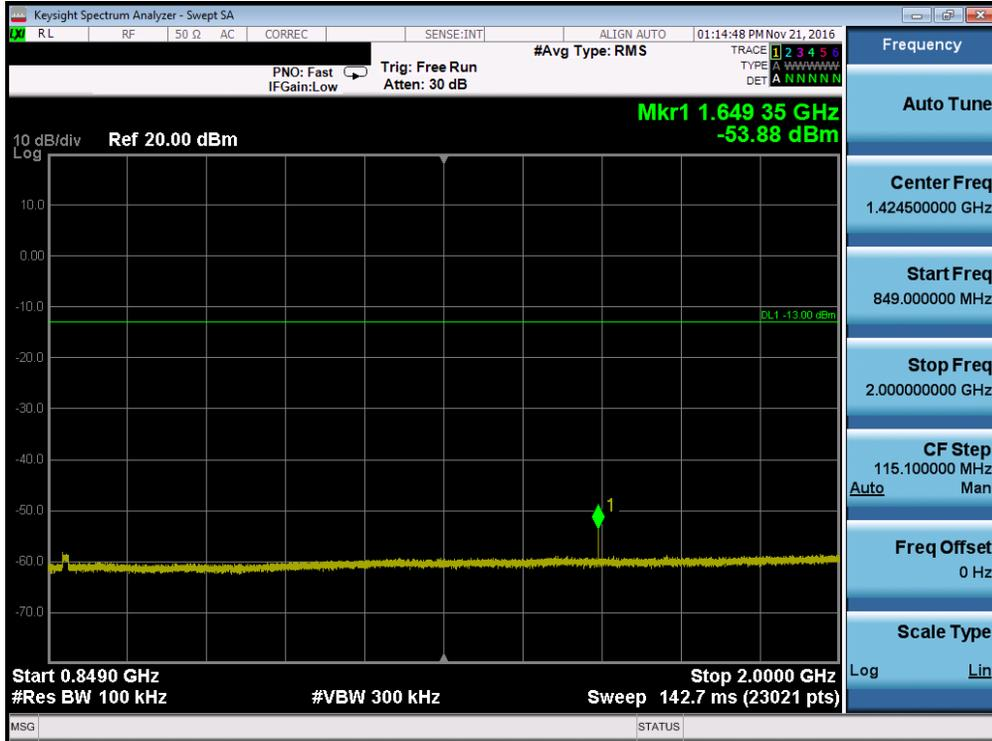 Keysight Spectrum Analyzer - Swept SA
LXI RL RF 50 Ω AC CORREC SENSE:INT ALIGN AUTO 01:14:48 PM Nov 21, 2016
Frequency
#Avg Type: RMS TRACE 1 2 3 4 5 6
PNO: Fast Trig: Free Run TYPE A WWWWW
IFGain:Low Atten: 30 dB DET A N N N N N
Auto Tune
Mkr1 1.649 35 GHz
-53.88 dBm
10 dB/div Ref 20.00 dBm
Log
Center Freq
1.424500000 GHz
10.0
0.00
Start Freq
849.000000 MHz
-10.0
DL1 -13.00 dBm
-20.0
Stop Freq
2.000000000 GHz
-30.0
-40.0
CF Step
115.100000 MHz
Auto Man
-50.0
1
Freq Offset
0 Hz
-60.0
-70.0
Scale Type
Log Lin
Start 0.8490 GHz Stop 2.0000 GHz
#Res BW 100 kHz #VBW 300 kHz Sweep 142.7 ms (23021 pts)
MSG STATUS